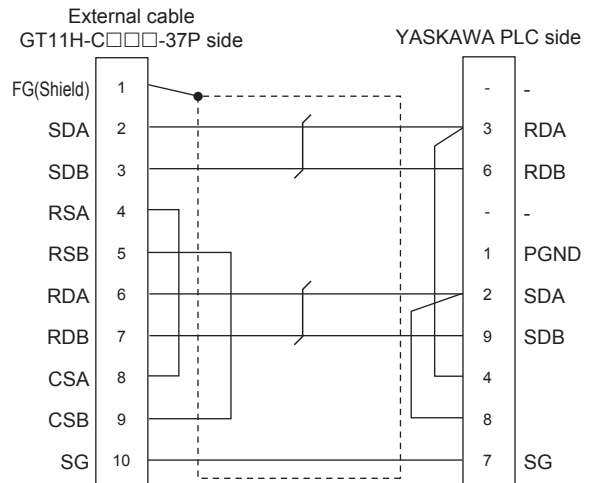 External cable
GT11H-C□□□-37P side
YASKAWA PLC side
FG(Shield) 1 - -
SDA 2 3 RDA
SDB 3 6 RDB
RSA 4 - -
RSB 5 1 PGND
RDA 6 2 SDA
RDB 7 9 SDB
CSA 8 4
CSB 9 8
SG 10 7 SG